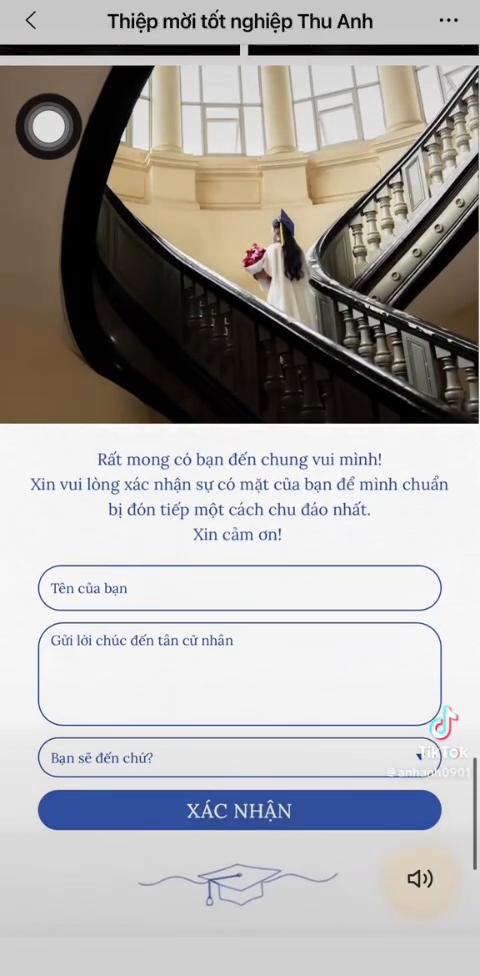 Thiệp mời tốt nghiệp Thu Anh
Rất mong có bạn đến chung vui mình!
Xin vui lòng xác nhận sự có mặt của bạn để mình chuẩn
bị đón tiếp một cách chu đáo nhất.
Xin cảm ơn!
Tên của bạn
Gửi lời chúc đến tân cử nhân
Bạn sẽ đến chứ?
TikTok
@anhanh0901
XÁC NHẬN